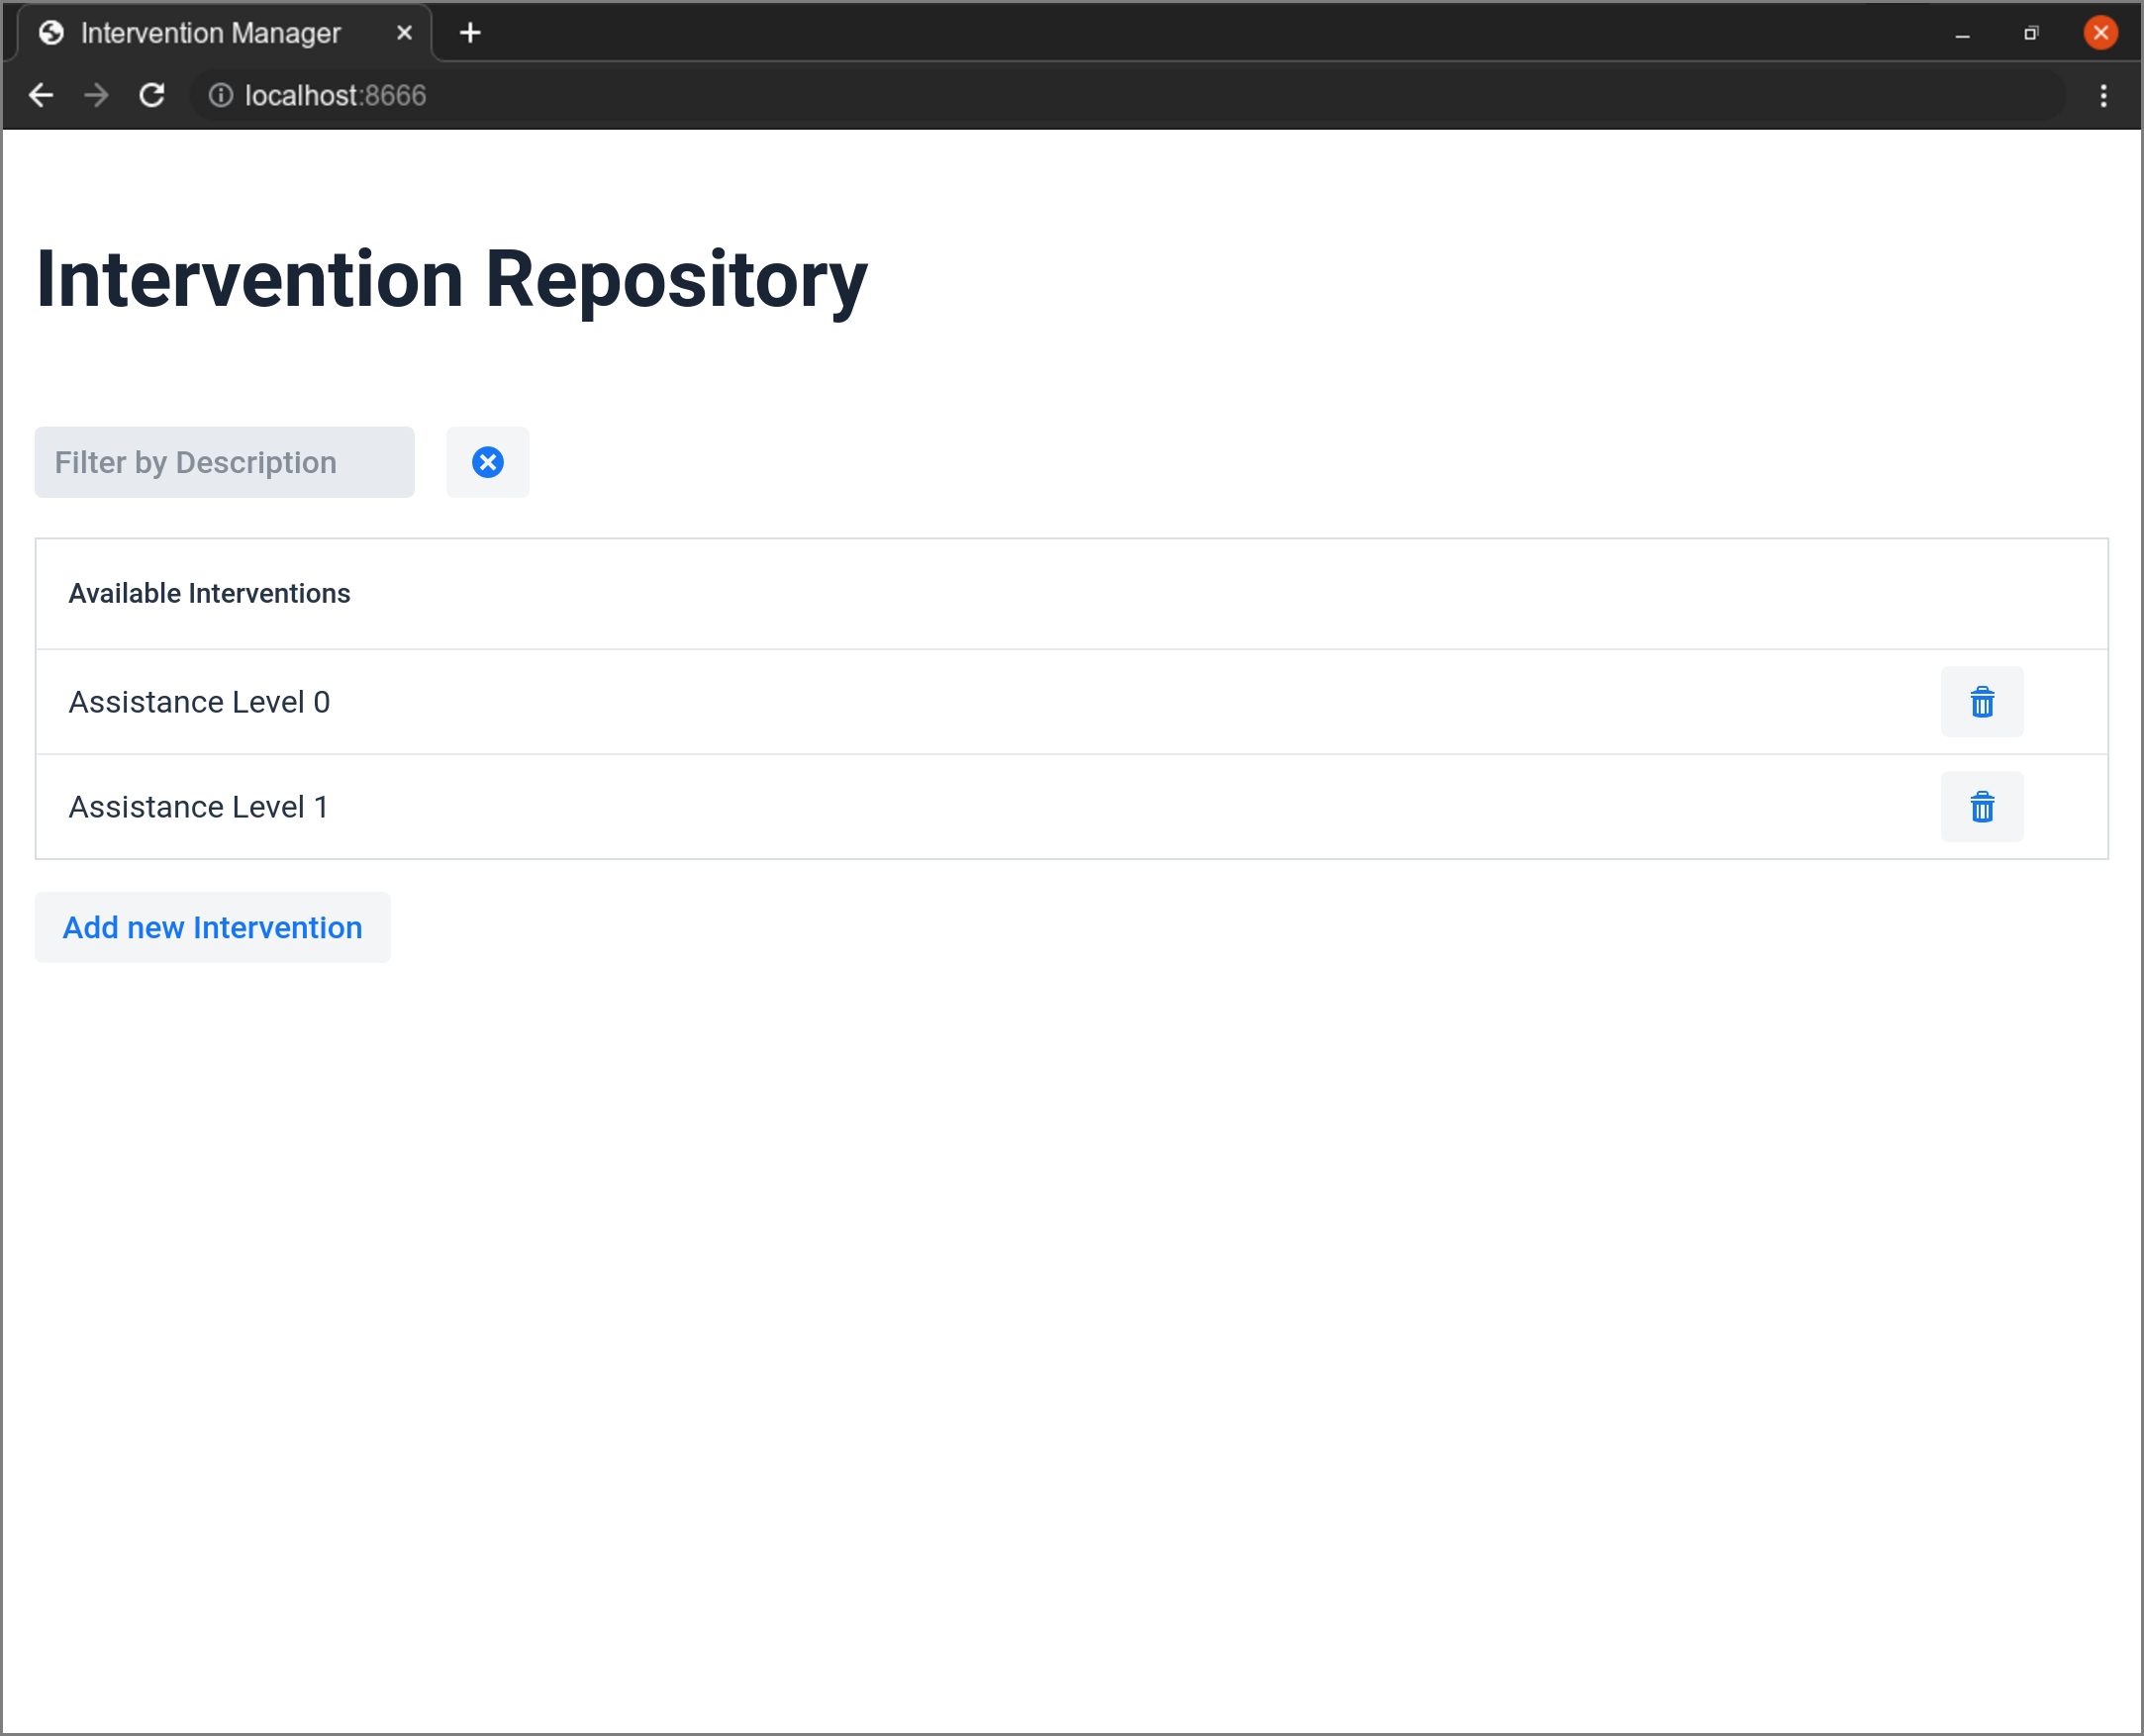 Intervention Manager
localhost:8666
Intervention Repository
Filter by Description
Available Interventions
Assistance Level 0
Assistance Level 1
Add new Intervention